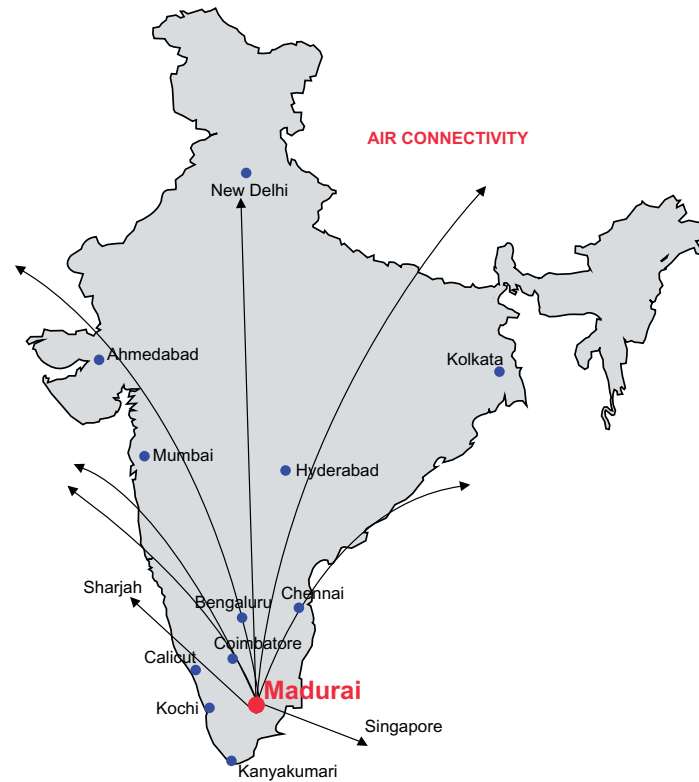 AIR CONNECTIVITY
New Delhi
Ahmedabad
Kolkata
Mumbai
Hyderabad
Sharjah
Bengaluru
Chennai
Coimbatore
Calicut
Madurai
Kochi
Singapore
Kanyakumari